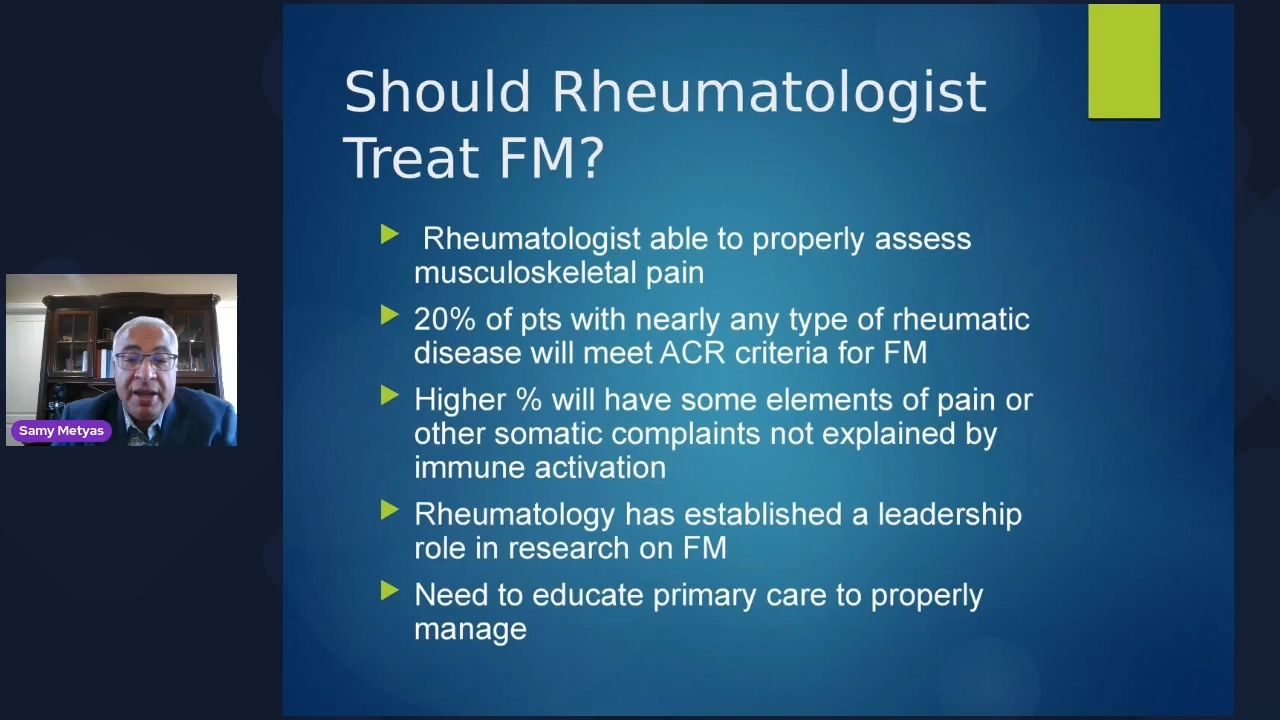 Should Rheumatologist
Treat FM?
Rheumatologist able to properly assess
musculoskeletal pain
20% of pts with nearly any type of rheumatic
disease will meet ACR criteria for FM
Higher % will have some elements of pain or
other somatic complaints not explained by
immune activation
Rheumatology has established a leadership
role in research on FM
Need to educate primary care to properly
manage
Samy Metyas